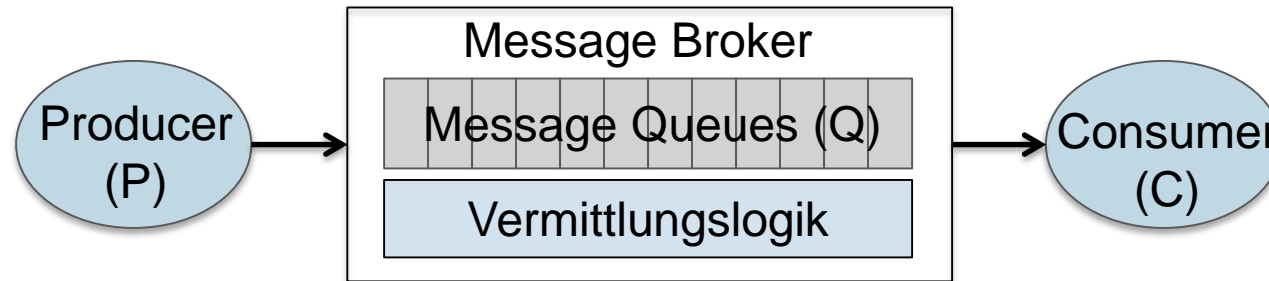 Message Broker
Producer
(P)
Message Queues (Q)
Vermittlungslogik
Consumer
(C)